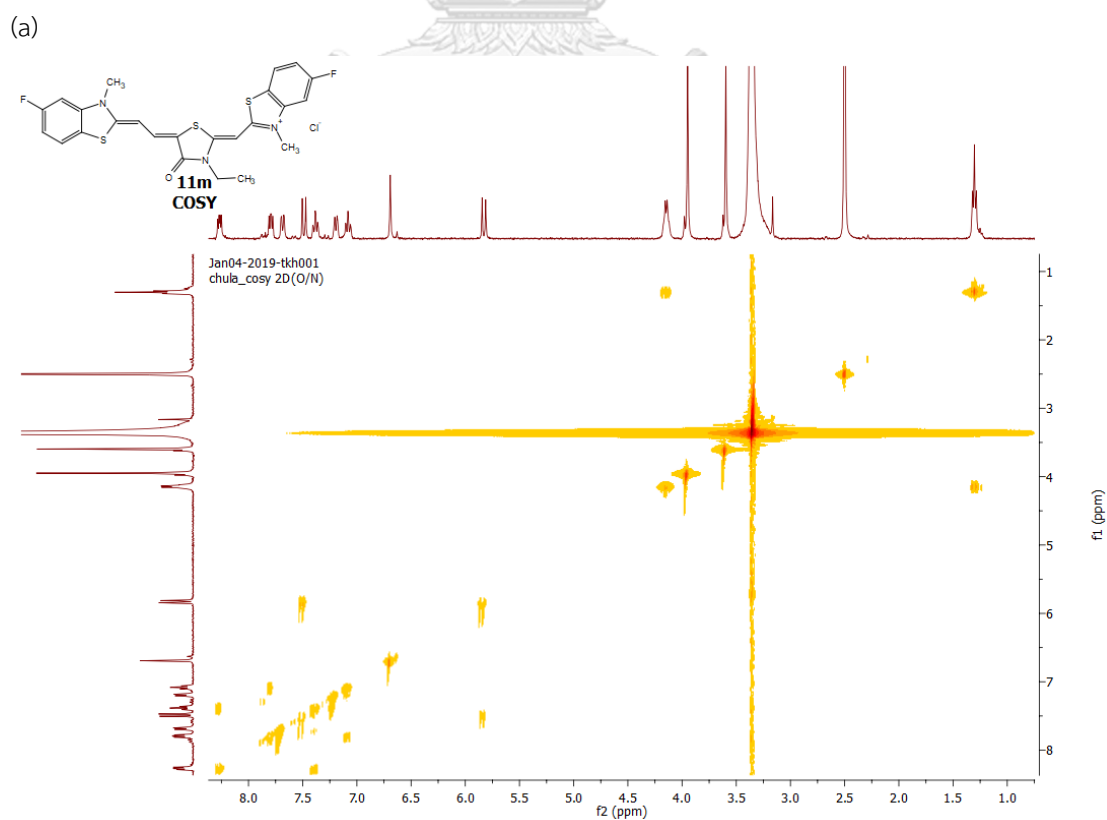 (a)
CH₃
F
N
S
S
O
N
CH₃
S
N⁺
CH₃
F
Cl⁻
11m
COSY
Jan04-2019-tkh001
chula_cosy 2D(O/N)
1
2
3
4
5
6
7
8
f1 (ppm)
8.0 7.5 7.0 6.5 6.0 5.5 5.0 4.5 4.0 3.5 3.0 2.5 2.0 1.5 1.0
f2 (ppm)